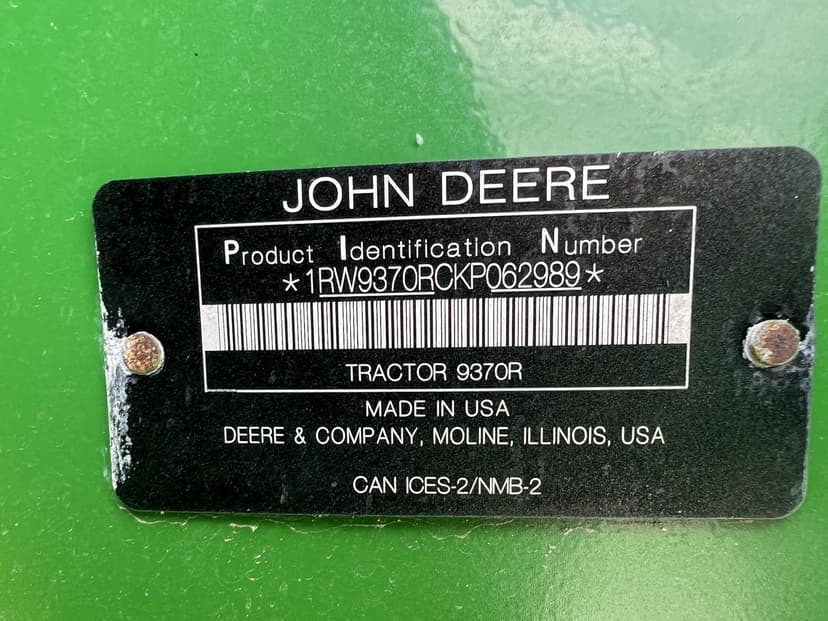 JOHN DEERE
Product Identification Number
*1RW9370RCKP062989*
TRACTOR 9370R
MADE IN USA
DEERE & COMPANY, MOLINE, ILLINOIS, USA
CAN ICES-2/NMB-2